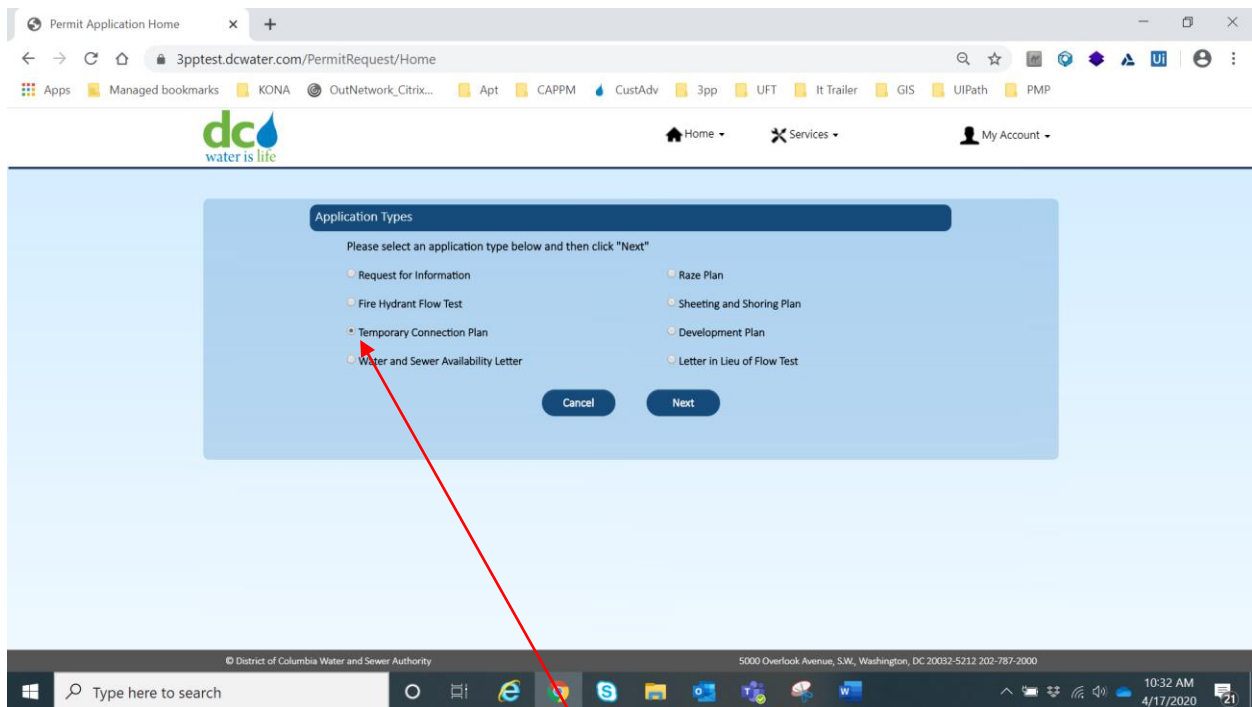 Permit Application Home
3pptest.dcwater.com/PermitRequest/Home
Apps Managed bookmarks KONA OutNetwork_Citrix... Apt CAPPM CustAdv 3pp UFT It Trailer GIS UIPath PMP
dc
water is life
Home Services My Account
Application Types
Please select an application type below and then click "Next"
Request for Information Raze Plan
Fire Hydrant Flow Test Sheeting and Shoring Plan
Temporary Connection Plan Development Plan
Water and Sewer Availability Letter Letter in Lieu of Flow Test
Cancel Next
© District of Columbia Water and Sewer Authority 5000 Overlook Avenue, S.W., Washington, DC 20032-5212 202-787-2000
Type here to search
10:32 AM
4/17/2020
21